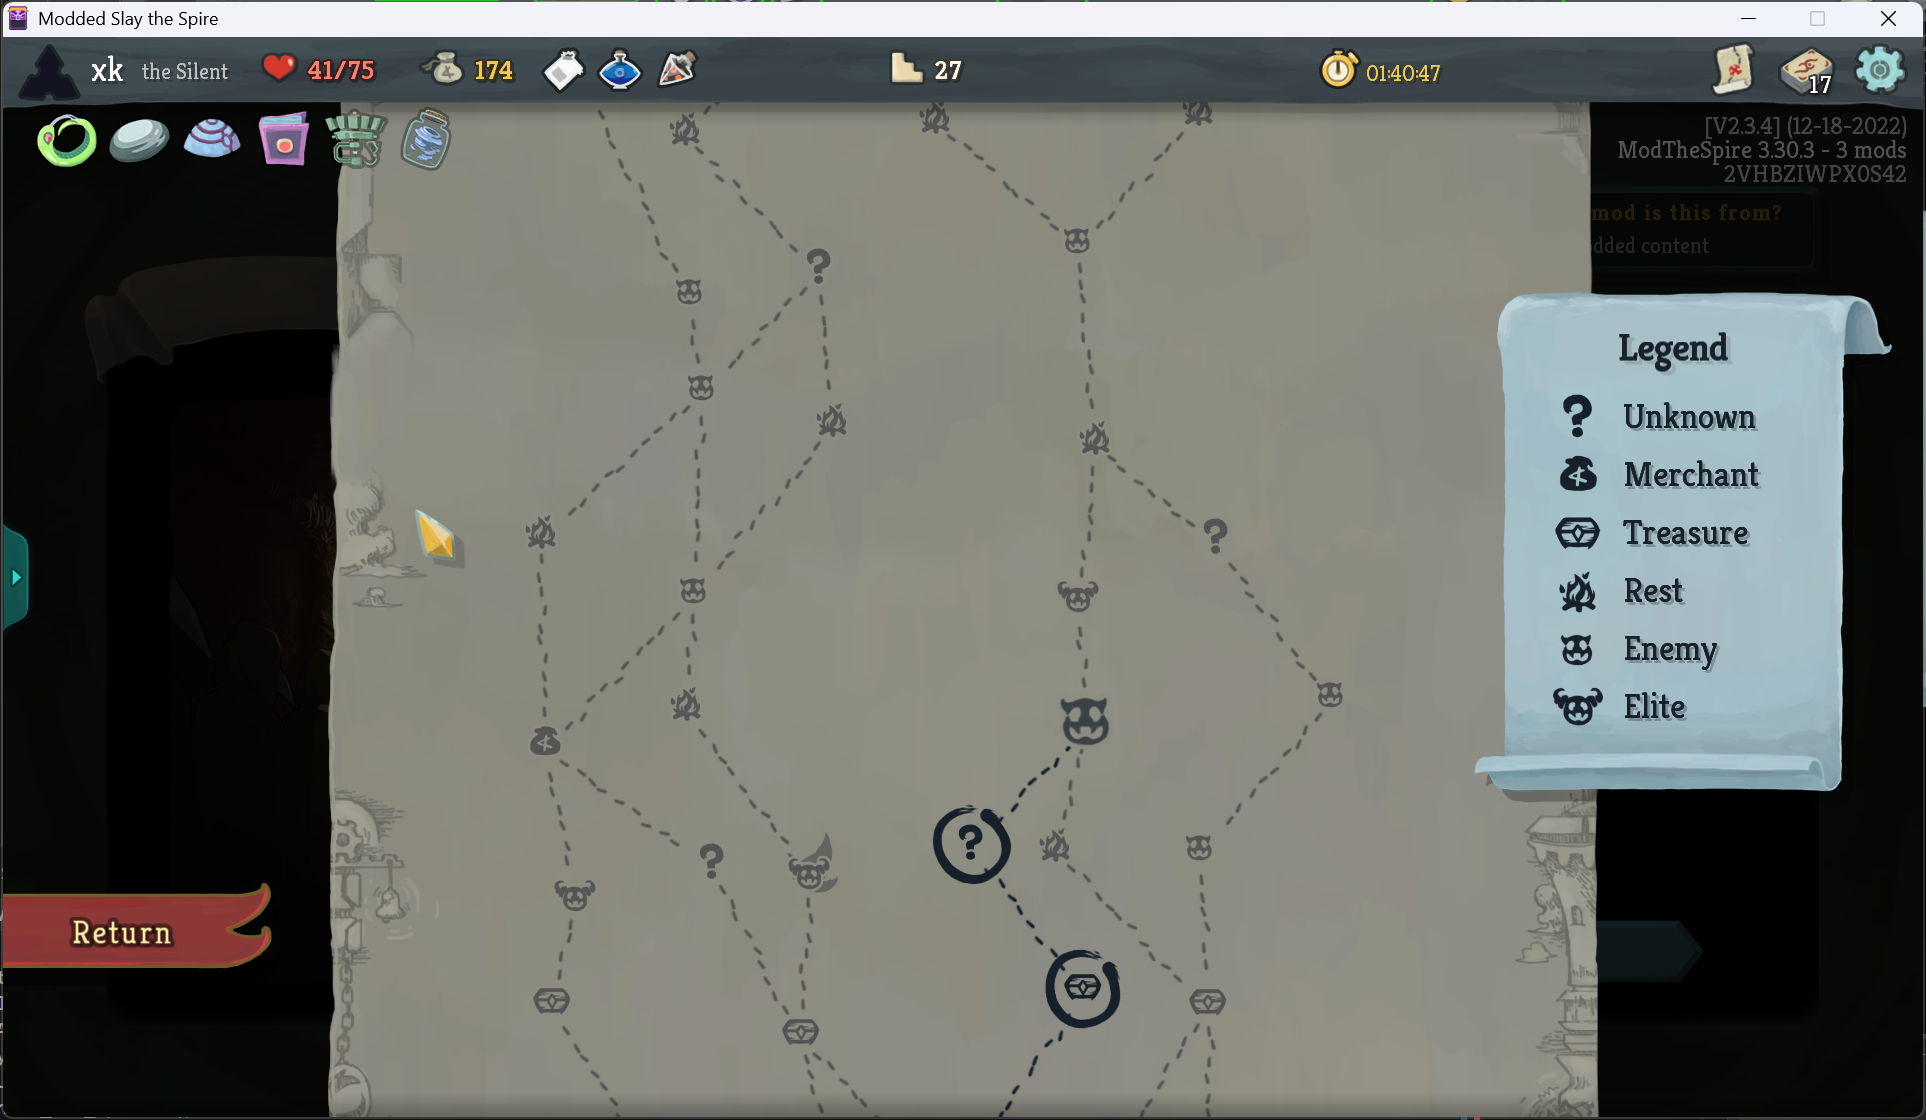 Modded Slay the Spire
xk the Silent 41/75 174 27 01:40:47 17
[V2.3.4] (12-18-2022)
ModTheSpire 3.30.3 - 3 mods
2VHBZIWPX0S42
mod is this from?
dded content
Legend
Unknown
Merchant
Treasure
Rest
Enemy
Elite
Return